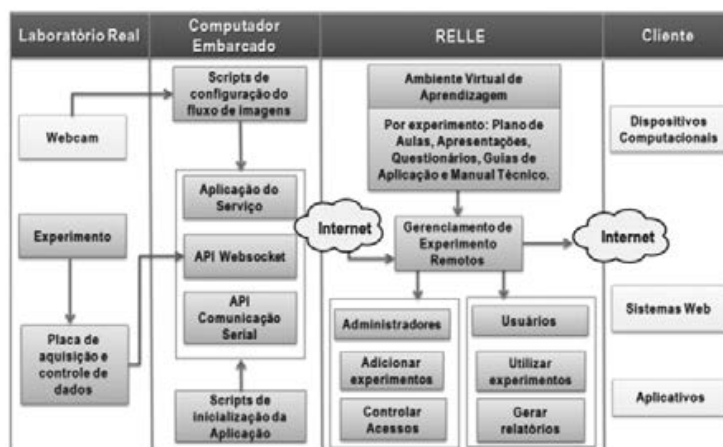 Laboratório Real
Computador
Embarcado
RELLE
Cliente
Webcam
Experimento
Placa de
aquisição e
controle de
dados
Scripts de
configuração do
fluxo de imagens
Aplicação do
Serviço
API Websocket
API
Comunicação
Serial
Scripts de
inicialização da
Aplicação
Internet
Ambiente Virtual de
Aprendizagem
Por experimento: Plano de
Aulas, Apresentações,
Questionários, Guias de
Aplicação e Manual Técnico.
Gerenciamento de
Experimento
Remotos
Administradores
Adicionar
experimentos
Controlar
Acessos
Usuários
Utilizar
experimentos
Gerar
relatórios
Internet
Dispositivos
Computacionais
Sistemas Web
Aplicativos